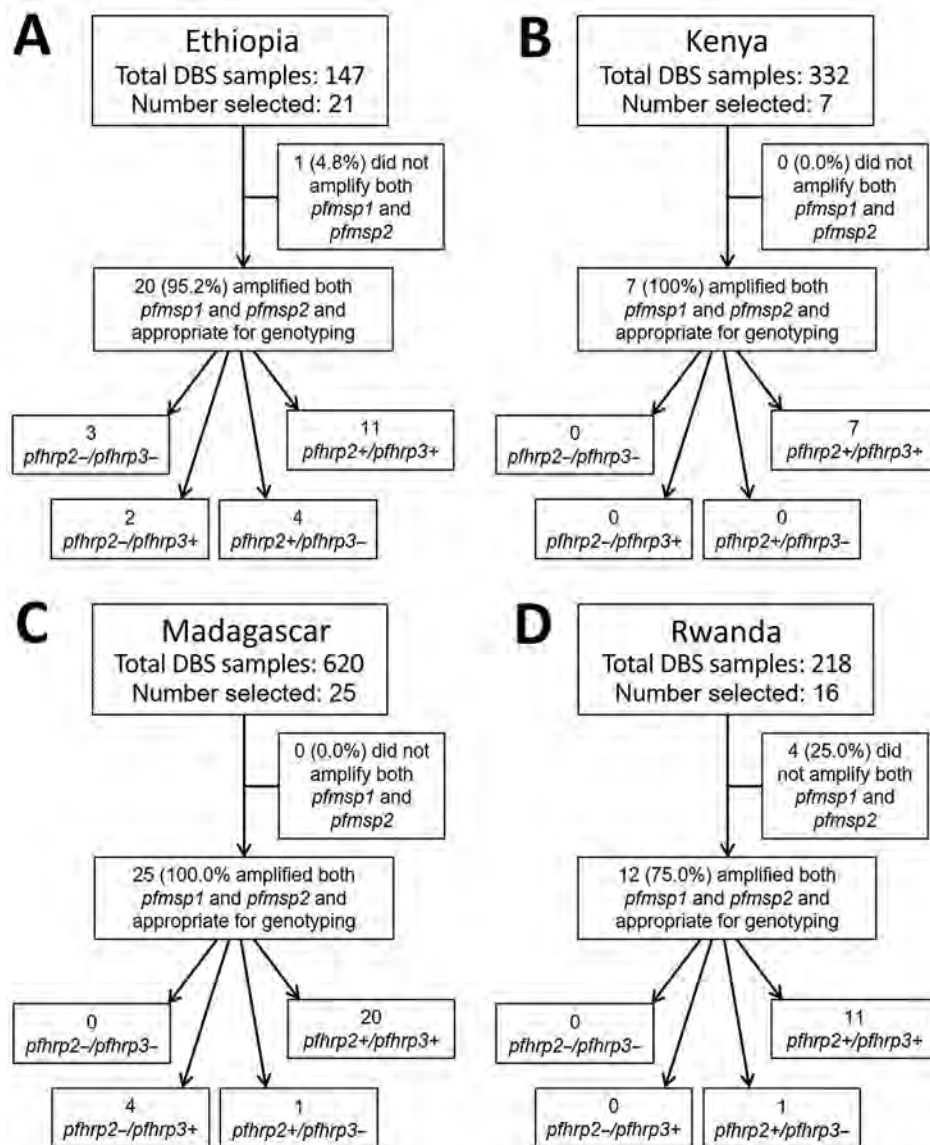 A
Ethiopia
Total DBS samples: 147
Number selected: 21
1 (4.8%) did not
amplify both
pfmsp1 and
pfmsp2
20 (95.2%) amplified both
pfmsp1 and pfmsp2 and
appropriate for genotyping
3
pfhrp2–/pfhrp3–
11
pfhrp2+/pfhrp3+
2
pfhrp2–/pfhrp3+
4
pfhrp2+/pfhrp3–
B
Kenya
Total DBS samples: 332
Number selected: 7
0 (0.0%) did not
amplify both
pfmsp1 and
pfmsp2
7 (100%) amplified both
pfmsp1 and pfmsp2 and
appropriate for genotyping
0
pfhrp2–/pfhrp3–
7
pfhrp2+/pfhrp3+
0
pfhrp2–/pfhrp3+
0
pfhrp2+/pfhrp3–
C
Madagascar
Total DBS samples: 620
Number selected: 25
0 (0.0%) did not
amplify both
pfmsp1 and
pfmsp2
25 (100.0% amplified both
pfmsp1 and pfmsp2 and
appropriate for genotyping
0
pfhrp2–/pfhrp3–
20
pfhrp2+/pfhrp3+
4
pfhrp2–/pfhrp3+
1
pfhrp2+/pfhrp3–
D
Rwanda
Total DBS samples: 218
Number selected: 16
4 (25.0%) did
not amplify both
pfmsp1 and
pfmsp2
12 (75.0%) amplified both
pfmsp1 and pfmsp2 and
appropriate for genotyping
0
pfhrp2–/pfhrp3–
11
pfhrp2+/pfhrp3+
0
pfhrp2–/pfhrp3+
1
pfhrp2+/pfhrp3–